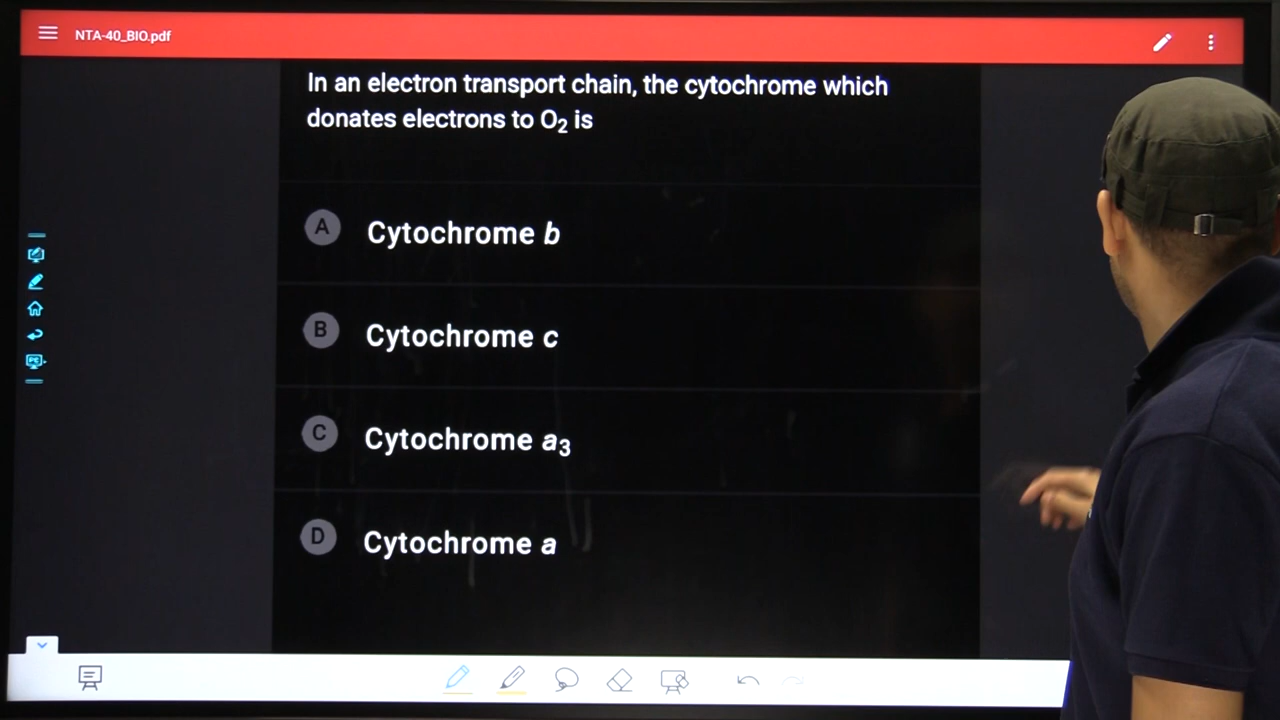 NTA-40_BIO.pdf
In an electron transport chain, the cytochrome which
donates electrons to O₂ is
A Cytochrome b
B Cytochrome c
C Cytochrome a₃
D Cytochrome a
PC